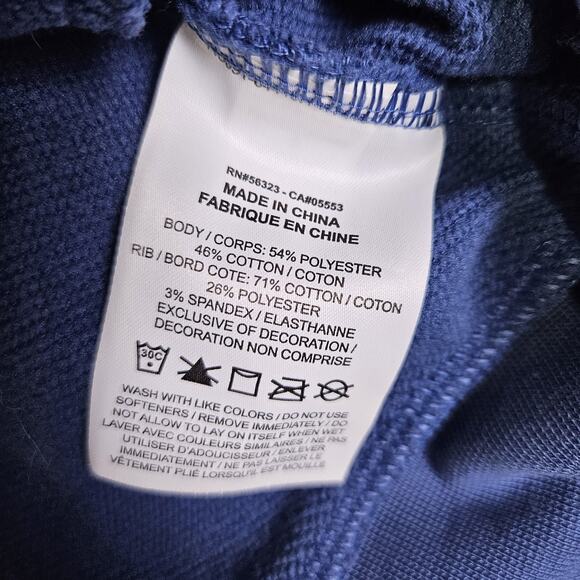 RN#56323 - CA#05553
MADE IN CHINA
FABRIQUE EN CHINE
BODY / CORPS: 54% POLYESTER
46% COTTON / COTON
RIB / BORD COTE: 71% COTTON / COTON
26% POLYESTER
3% SPANDEX / ELASTHANNE
EXCLUSIVE OF DECORATION /
DECORATION NON COMPRISE
30C
WASH WITH LIKE COLORS / DO NOT USE
SOFTENERS / REMOVE IMMEDIATELY / DO
NOT ALLOW TO LAY ON ITSELF WHEN WET
LAVER AVEC COULEURS SIMILAIRES / NE PAS
UTILISER D'ADOUCISSEUR / ENLEVER
IMMEDIATEMENT / NE PAS LAISSER LE
VÊTEMENT PLIÉ LORSQU'IL EST MOUILLÉ